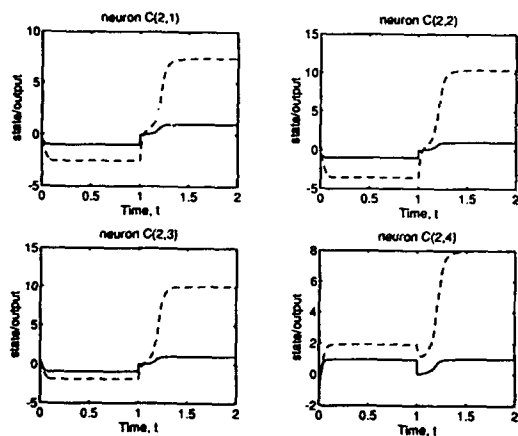 neuron C(2,1)
10
5
0
-5
state/output
0 0.5 1 1.5 2
Time, t
neuron C(2,2)
15
10
5
0
-5
state/output
0 0.5 1 1.5 2
Time, t
neuron C(2,3)
15
10
5
0
-5
state/output
0 0.5 1 1.5 2
Time, t
neuron C(2,4)
8
6
4
2
0
-2
state/output
0 0.5 1 1.5 2
Time, t